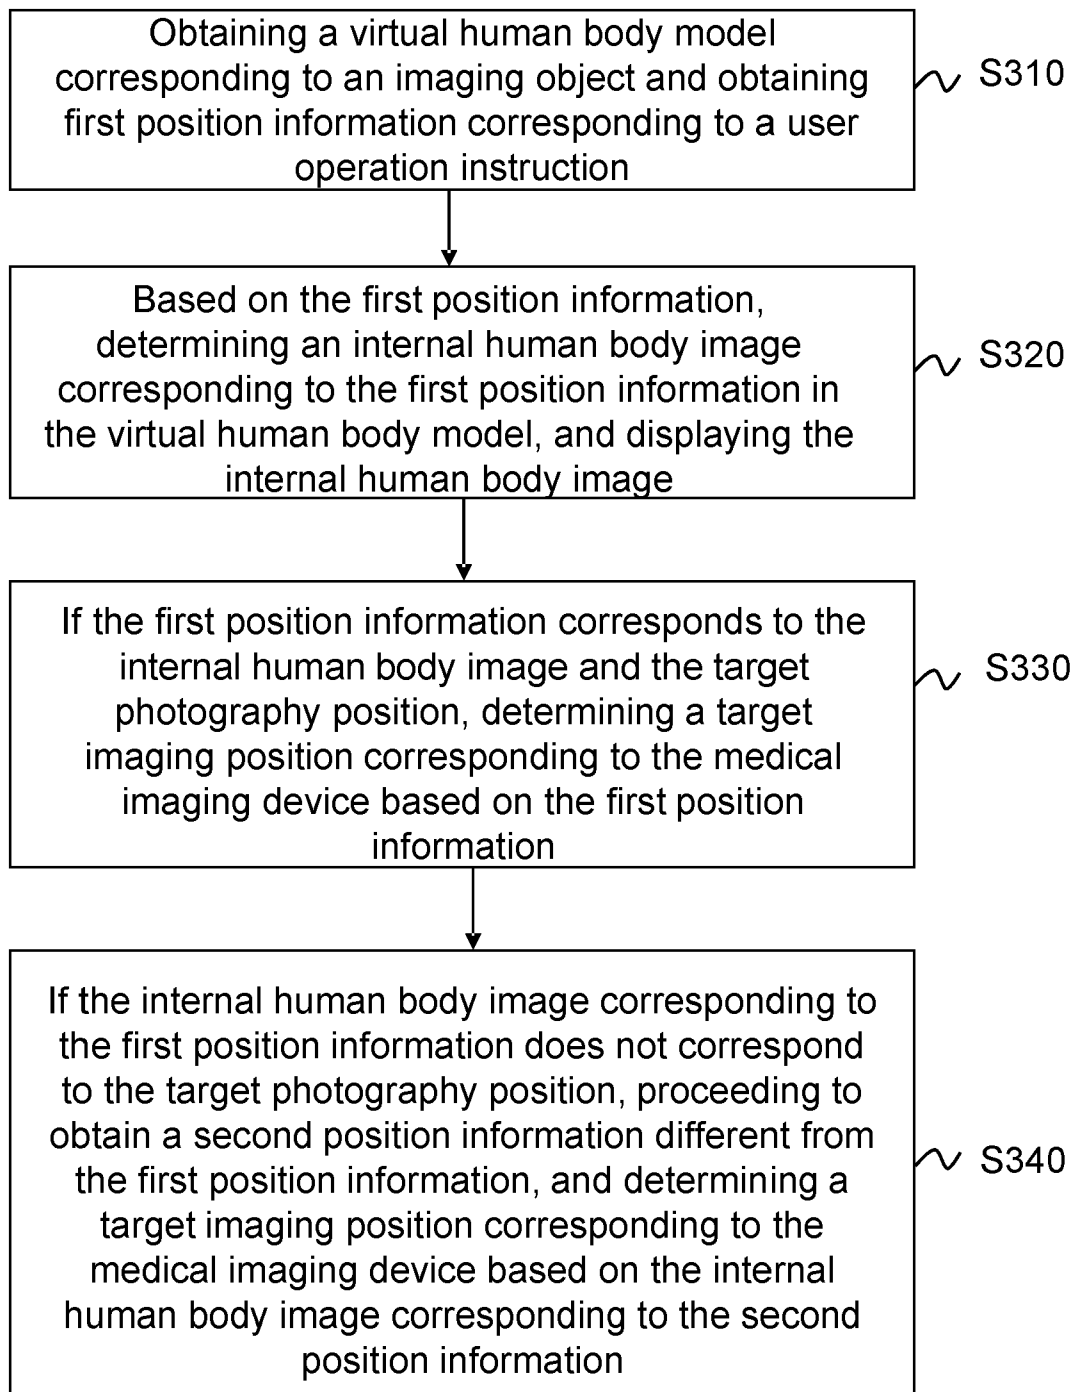 Obtaining a virtual human body model
corresponding to an imaging object and obtaining
first position information corresponding to a user
operation instruction
S310
Based on the first position information,
determining an internal human body image
corresponding to the first position information in
the virtual human body model, and displaying the
internal human body image
S320
If the first position information corresponds to the
internal human body image and the target
photography position, determining a target
imaging position corresponding to the medical
imaging device based on the first position
information
S330
If the internal human body image corresponding to
the first position information does not correspond
to the target photography position, proceeding to
obtain a second position information different from
the first position information, and determining a
target imaging position corresponding to the
medical imaging device based on the internal
human body image corresponding to the second
position information
S340